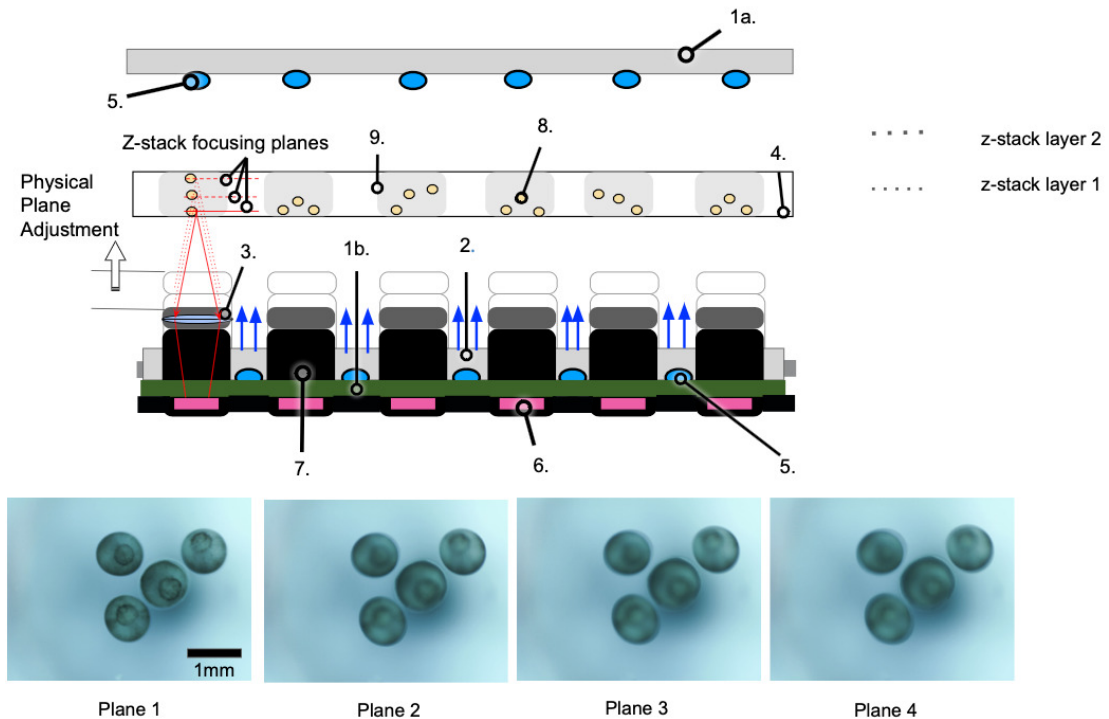 1a.
5.
Z-stack focusing planes
9.
8.
4.
z-stack layer 2
z-stack layer 1
Physical
Plane
Adjustment
3.
1b.
2.
7.
6.
5.
1mm
Plane 1
Plane 2
Plane 3
Plane 4